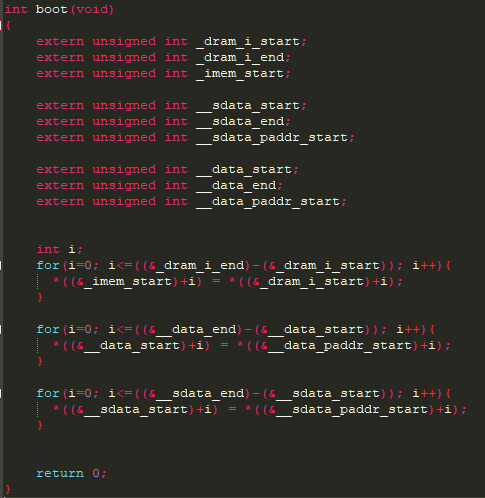 int boot(void)
{
    extern unsigned int _dram_i_start;
    extern unsigned int _dram_i_end;
    extern unsigned int _imem_start;

    extern unsigned int __sdata_start;
    extern unsigned int __sdata_end;
    extern unsigned int __sdata_paddr_start;

    extern unsigned int __data_start;
    extern unsigned int __data_end;
    extern unsigned int __data_paddr_start;

    int i;
    for(i=0; i<=((&_dram_i_end)-(&_dram_i_start)); i++){
      *((&_imem_start)+i) = *((&_dram_i_start)+i);
    }

    for(i=0; i<=((&__data_end)-(&__data_start)); i++){
      *((&__data_start)+i) = *((&__data_paddr_start)+i);
    }

    for(i=0; i<=((&__sdata_end)-(&__sdata_start)); i++){
      *((&__sdata_start)+i) = *((&__sdata_paddr_start)+i);
    }

    return 0;
}